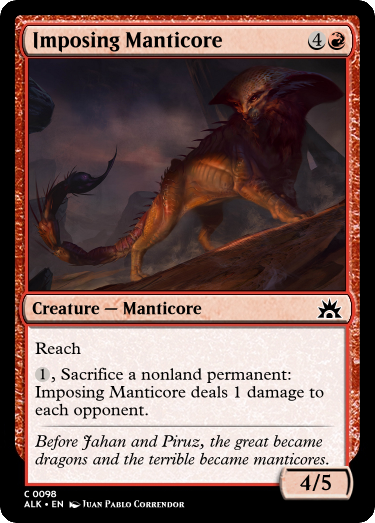 Imposing Manticore 4
Creature — Manticore
Reach
1, Sacrifice a nonland permanent:
Imposing Manticore deals 1 damage to
each opponent.
Before Jahan and Piruz, the great became
dragons and the terrible became manticores.
4/5
C 0098
ALK • EN Juan Pablo Correndor